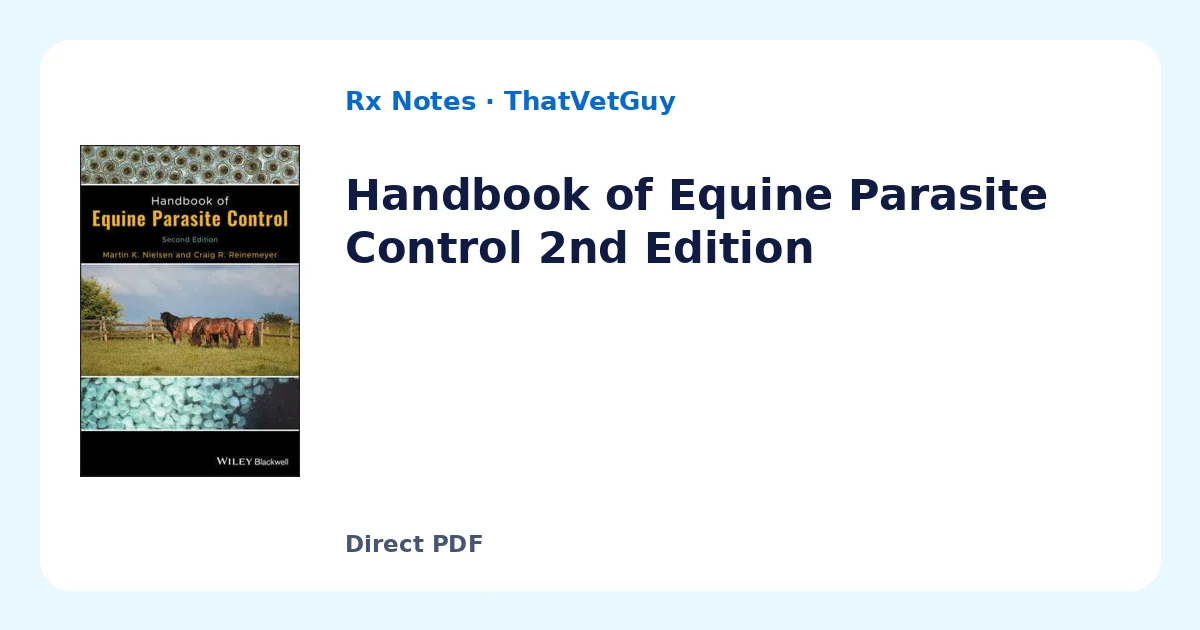 Rx Notes · ThatVetGuy
Handbook of Equine Parasite
Control 2nd Edition
Handbook of
Equine Parasite Control
Second Edition
Martin K. Nielsen and Craig R. Reinemeyer
WILEY Blackwell
Direct PDF